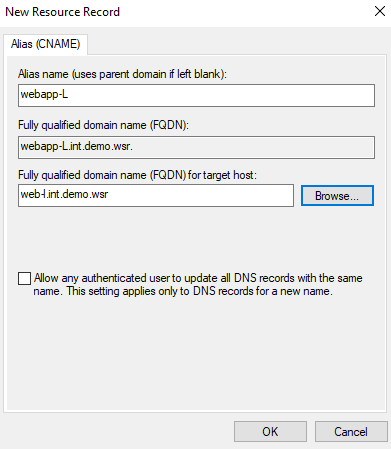 New Resource Record
Alias (CNAME)
Alias name (uses parent domain if left blank):
webapp-L
Fully qualified domain name (FQDN):
webapp-L.int.demo.wsr.
Fully qualified domain name (FQDN) for target host:
web-l.int.demo.wsr
Browse...
Allow any authenticated user to update all DNS records with the same
name. This setting applies only to DNS records for a new name.
OK
Cancel